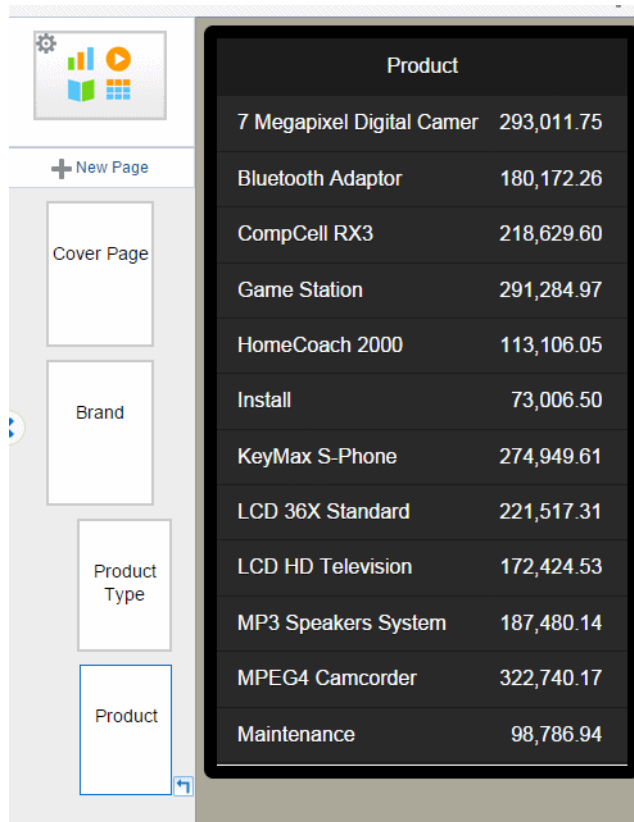 New Page
Cover Page
Brand
Product
Type
Product
Product
7 Megapixel Digital Camer 293,011.75
Bluetooth Adaptor 180,172.26
CompCell RX3 218,629.60
Game Station 291,284.97
HomeCoach 2000 113,106.05
Install 73,006.50
KeyMax S-Phone 274,949.61
LCD 36X Standard 221,517.31
LCD HD Television 172,424.53
MP3 Speakers System 187,480.14
MPEG4 Camcorder 322,740.17
Maintenance 98,786.94